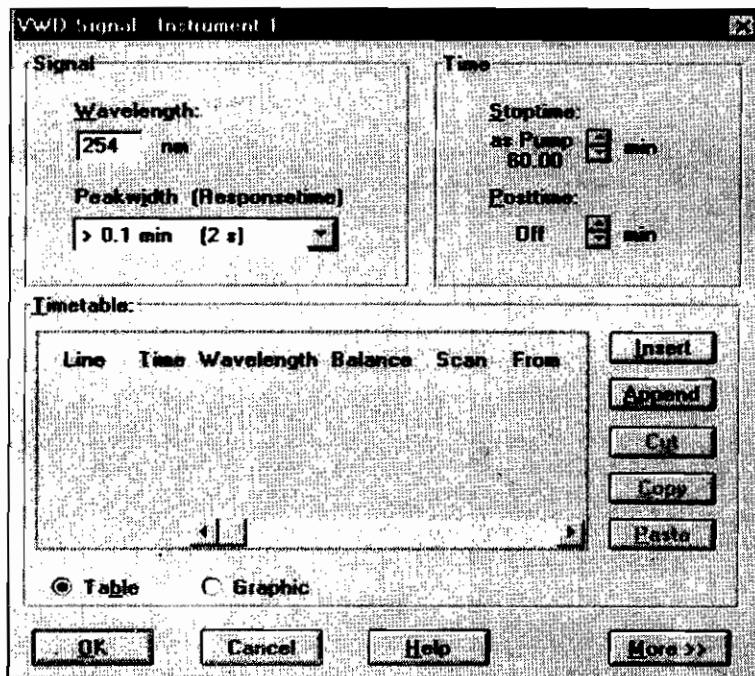 VWD Signal Instrument 1
Signal
Wavelength:
254 nm
Peakwidth (Responsetime)
> 0.1 min (2 s)
Time
Stoptime:
as Pump
60.00
min
Posttime:
Off min
Timetable:
Line Time Wavelength Balance Scan From
Insert
Append
Cut
Copy
Paste
Table Graphic
OK Cancel Help More >>